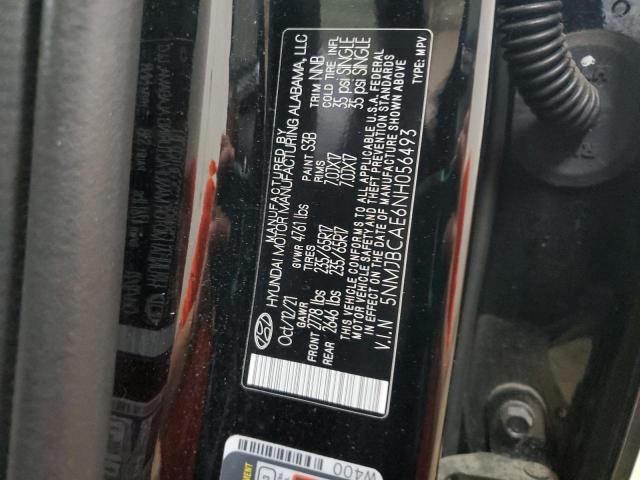 MANUFACTURED BY
HYUNDAI MOTOR MANUFACTURING ALABAMA, LLC
Oct/12/21 GVWR 4761 lbs PAINT S3B TRIM NNB
GAWR TIRES RIMS COLD TIRE INFL
FRONT 2778 lbs 235/65R17 7.0JX17 35 psi SINGLE
REAR 2646 lbs 235/65R17 7.0JX17 35 psi SINGLE
THIS VEHICLE CONFORMS TO ALL APPLICABLE U.S.A. FEDERAL
MOTOR VEHICLE SAFETY AND THEFT PREVENTION STANDARDS
IN EFFECT ON THE DATE OF MANUFACTURE SHOWN ABOVE
V.I.N 5NMJBCAE6NH056493 TYPE: MPV
W400